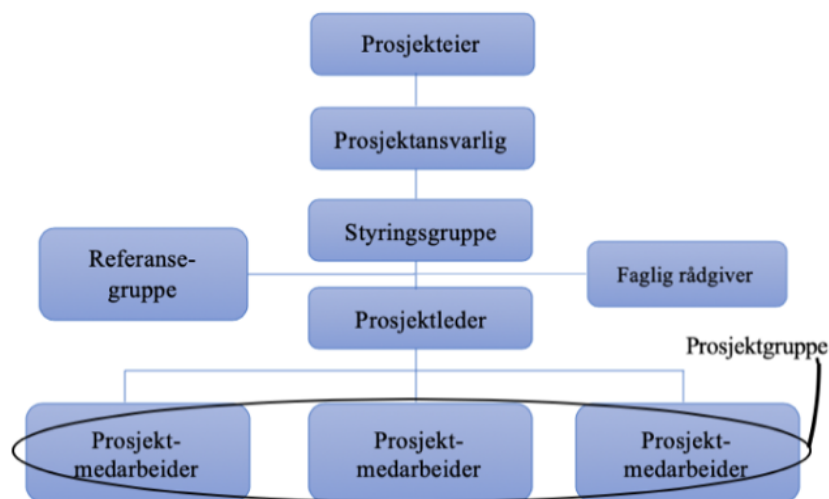 Prosjekteier
Prosjektansvarlig
Styringsgruppe
Referanse-
gruppe
Faglig rådgiver
Prosjektleder
Prosjektgruppe
Prosjekt-
medarbeider
Prosjekt-
medarbeider
Prosjekt-
medarbeider